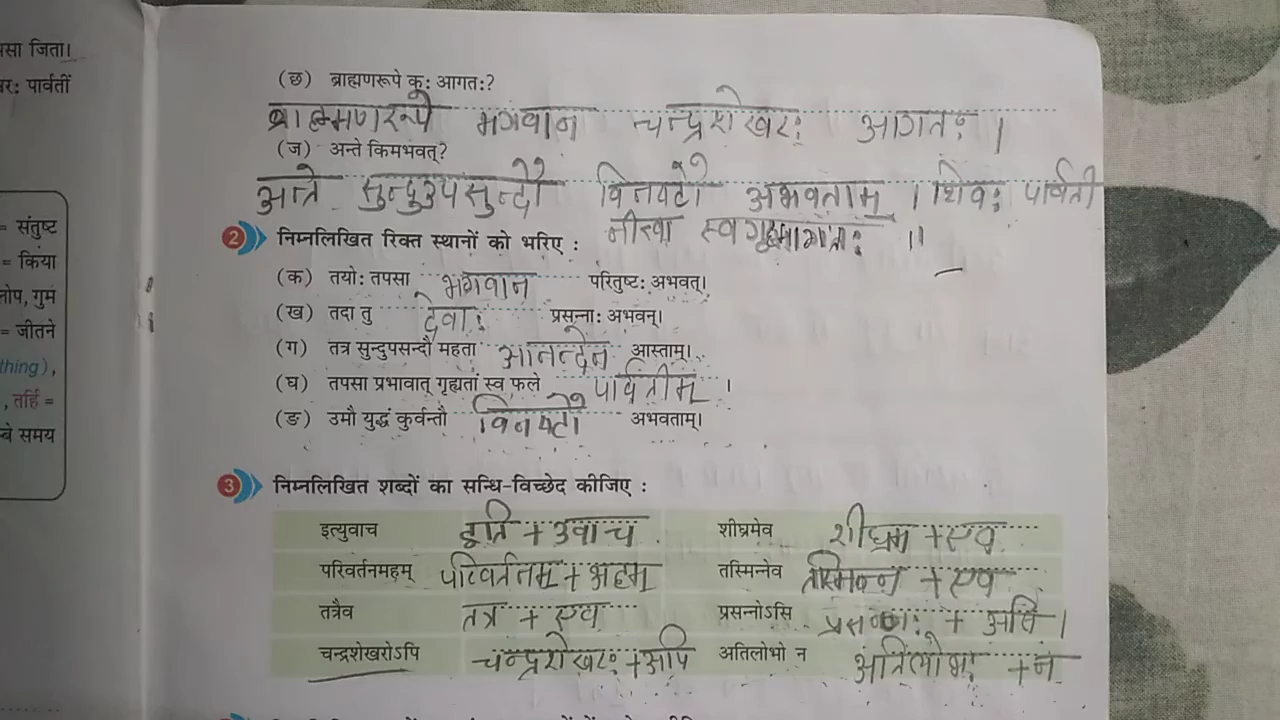 पसा जिता।
रः पार्वतीं
= संतुष्ट
= किया
लोप, गुम
= जीतने
thing),
, तर्हि =
बे समय
(छ) ब्राह्मणरूपे कः आगतः?
ब्राह्मणरूपे भगवान चन्द्रशेखरः आगतः ।
(ज) अन्ते किमभवत्?
अन्ते सुन्दुउपसुन्दौ विनष्टौ अभवताम् । शिवः पार्वती
नीत्वा स्वगृहमागतः ॥
2 निम्नलिखित रिक्त स्थानों को भरिए :
(क) तयोः तपसा भगवान परितुष्टः अभवत्।
(ख) तदा तु देवाः प्रसन्नाः अभवन्।
(ग) तत्र सुन्दुपसन्दौ महता आनन्देन आस्ताम्।
(घ) तपसा प्रभावात् गृह्यतां स्व फले पार्वतीम् ।
(ङ) उमौ युद्धं कुर्वन्तौ विनष्टौ अभवताम्।
3 निम्नलिखित शब्दों का सन्धि-विच्छेद कीजिए :
इत्युवाच इति + उवाच शीघ्रमेव शीघ्रम + एव
परिवर्तनमहम् परिवर्तनम + अहम तस्मिन्नेव तस्मिन्न + एव
तत्रैव तत्र + एव प्रसन्नोऽसि प्रसन्नः + असि ।
चन्द्रशेखरोऽपि चन्द्रशेखरः + अपि अतिलोभो न अतिलोभः + न